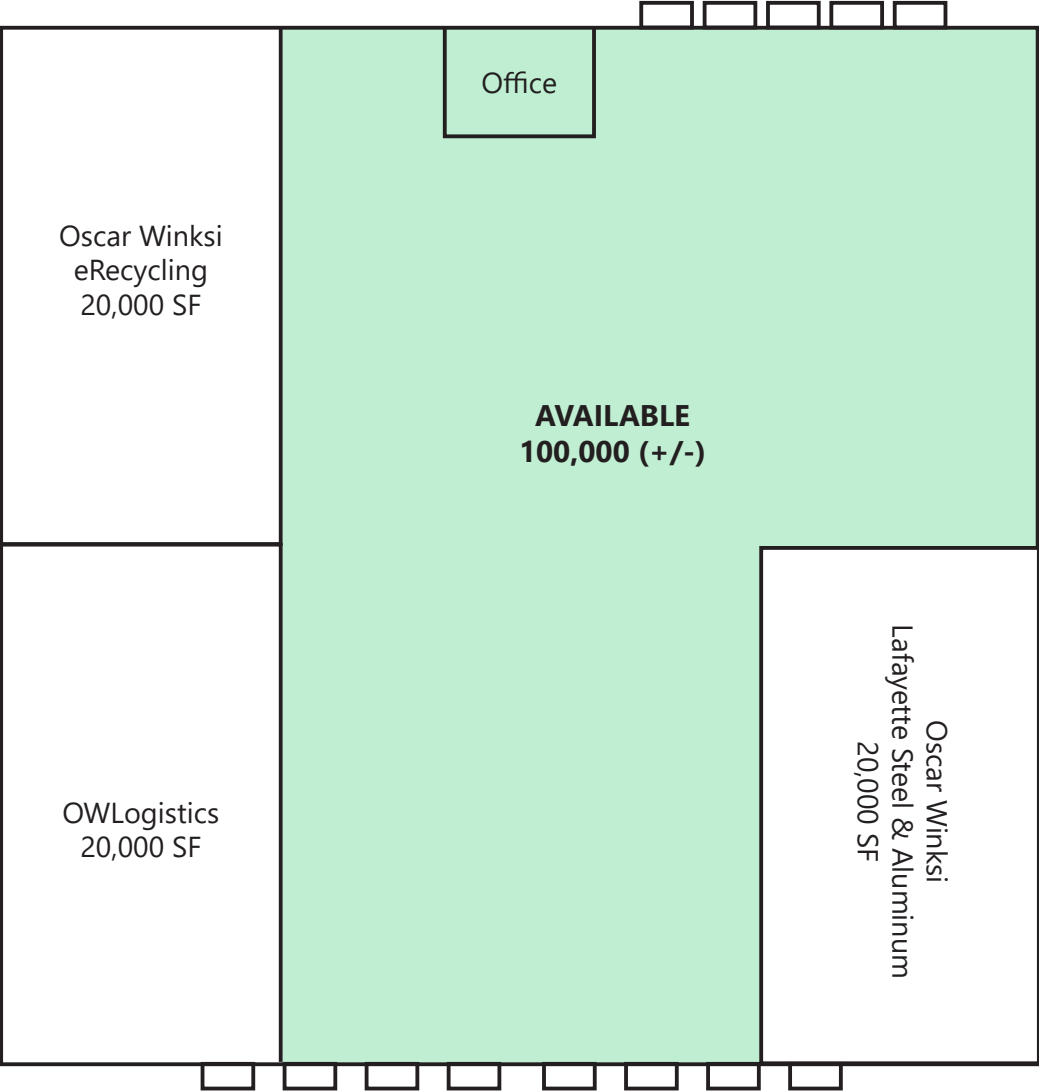 Office
Oscar Winksi
eRecycling
20,000 SF
AVAILABLE
100,000 (+/-)
OWLogistics
20,000 SF
Oscar Winksi
Lafayette Steel & Aluminum
20,000 SF